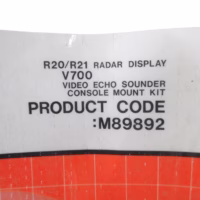 R20/R21 RADAR DISPLAY
V700
VIDEO ECHO SOUNDER
CONSOLE MOUNT KIT
PRODUCT CODE
:M89892